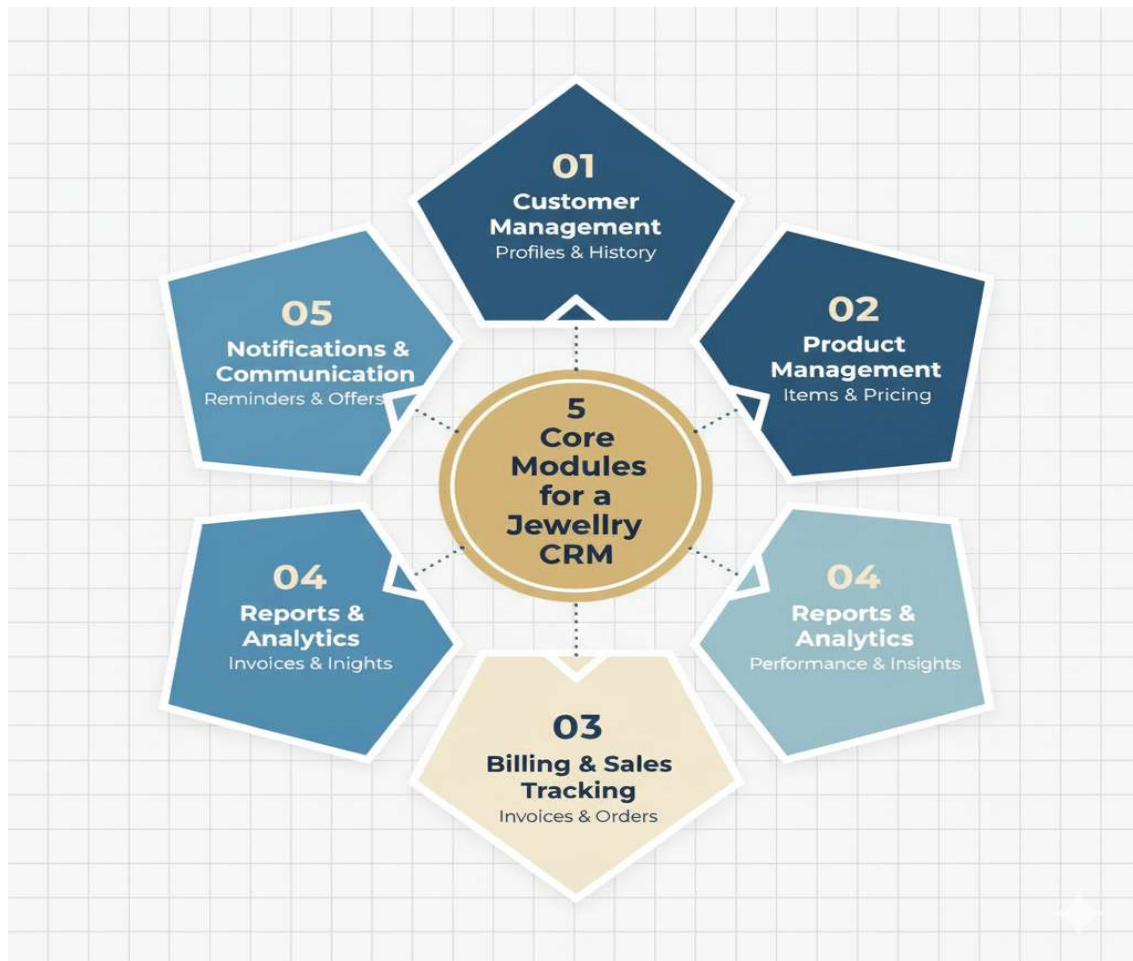 01
Customer
Management
Profiles & History
02
Product
Management
Items & Pricing
05
Notifications &
Communication
Reminders & Offers
5
Core
Modules
for a
Jewellry
CRM
04
Reports &
Analytics
Invoices & Inights
04
Reports &
Analytics
Performance & Insights
03
Billing & Sales
Tracking
Invoices & Orders